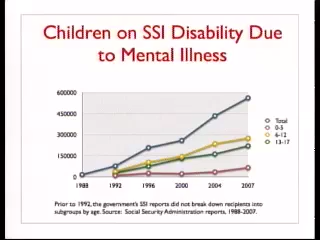 Children on SSI Disability Due
to Mental Illness
600000
450000
300000
150000
0
1988 1992 1996 2000 2004 2007
Total
0-5
6-12
13-17
Prior to 1992, the government's SSI reports did not break down recipients into
subgroups by age. Source: Social Security Administration reports, 1988-2007.